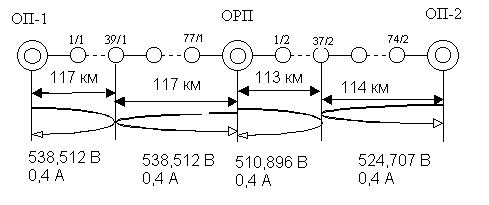 ОП-1 ОРП ОП-2
1/1 39/1 77/1 1/2 37/2 74/2
117 км 117 км 113 км 114 км
538,512 В 538,512 В 510,896 В 524,707 В
0,4 А 0,4 А 0,4 А 0,4 А